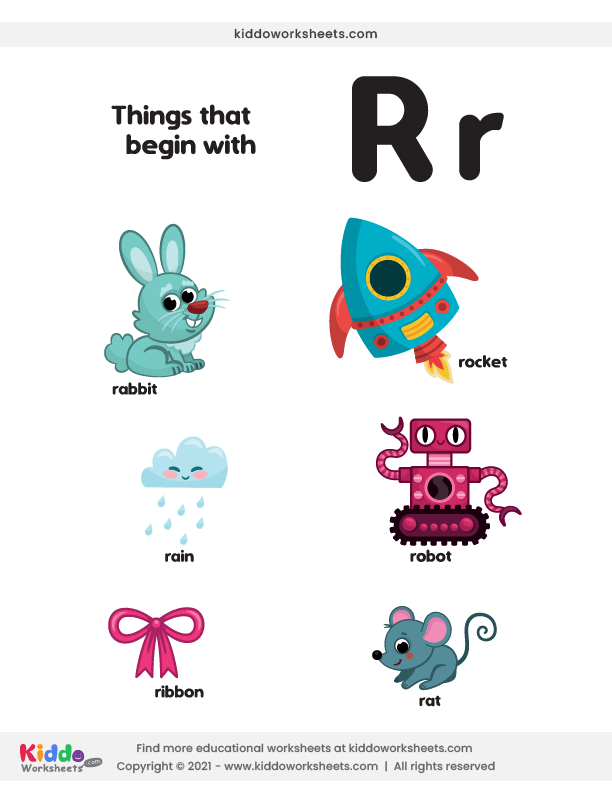 kiddoworksheets.com
Things that
begin with
R r
rabbit
rocket
rain
robot
ribbon
rat
Kiddo
Worksheets
.com
Find more educational worksheets at kiddoworksheets.com
Copyright © 2021 - www.kiddoworksheets.com | All rights reserved